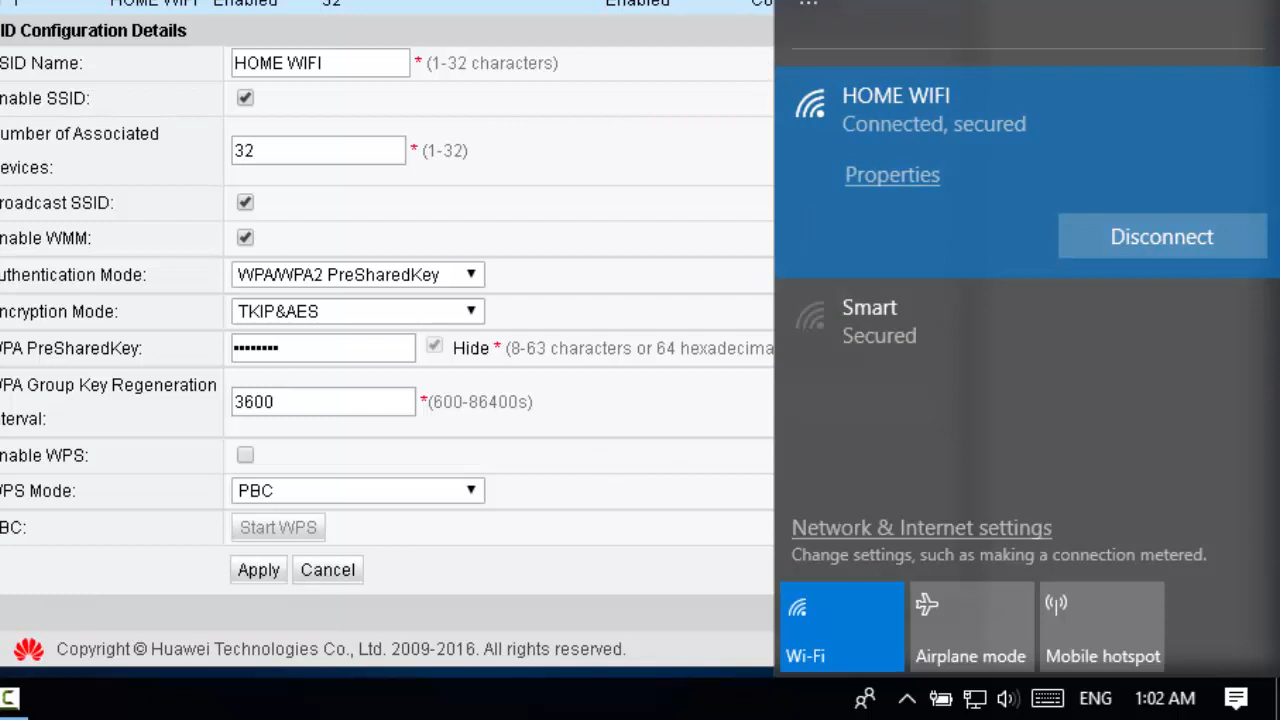 HOME WIFI Enabled 32 Enabled
ID Configuration Details
SID Name: HOME WIFI * (1-32 characters)
nable SSID:
umber of Associated
evices: 32 * (1-32)
roadcast SSID:
nable WMM:
uthentication Mode: WPA/WPA2 PreSharedKey
ncryption Mode: TKIP&AES
PA PreSharedKey: •••••••• Hide * (8-63 characters or 64 hexadecima
PA Group Key Regeneration
terval: 3600 *(600-86400s)
nable WPS:
PS Mode: PBC
BC: Start WPS
Apply Cancel
Copyright © Huawei Technologies Co., Ltd. 2009-2016. All rights reserved.
HOME WIFI
Connected, secured
Properties
Disconnect
Smart
Secured
Network & Internet settings
Change settings, such as making a connection metered.
Wi-Fi Airplane mode Mobile hotspot
ENG 1:02 AM